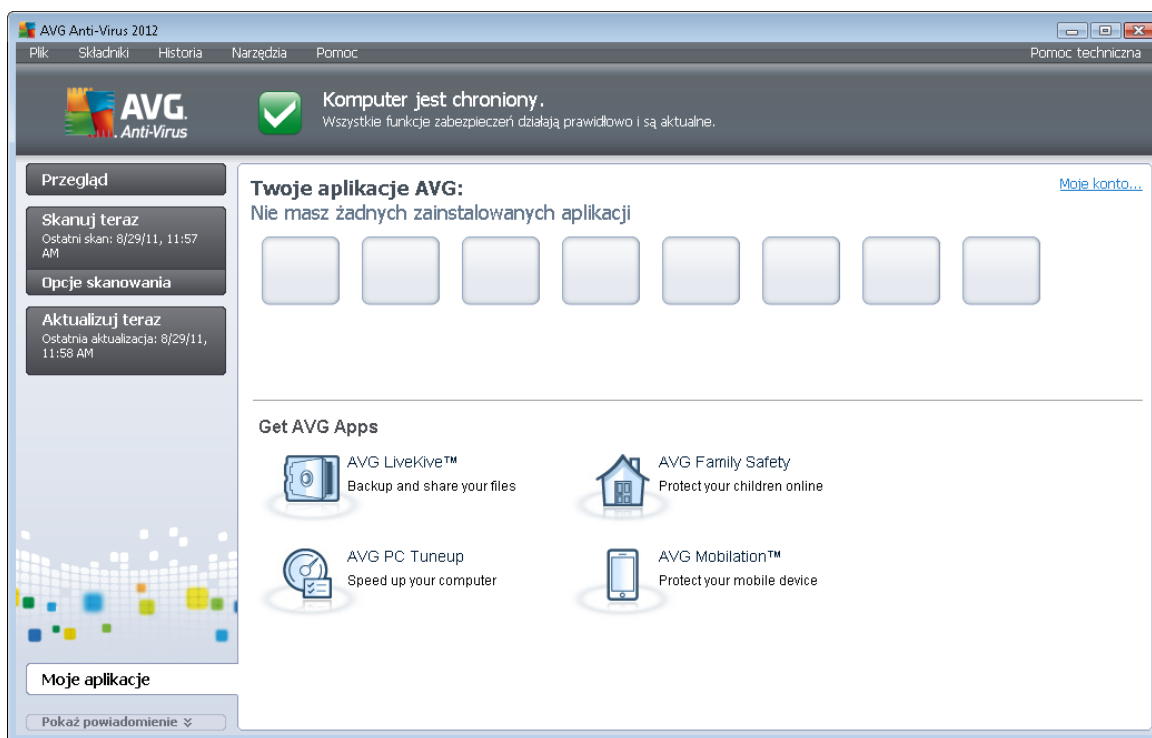 AVG Anti-Virus 2012
Plik Składniki Historia Narzędzia Pomoc Pomoc techniczna
AVG.
Anti-Virus
Komputer jest chroniony.
Wszystkie funkcje zabezpieczeń działają prawidłowo i są aktualne.
Przegląd
Skanuj teraz
Ostatni skan: 8/29/11, 11:57
AM
Opcje skanowania
Aktualizuj teraz
Ostatnia aktualizacja: 8/29/11,
11:58 AM
Moje aplikacje
Pokaż powiadomienie
Twoje aplikacje AVG:
Moje konto...
Nie masz żadnych zainstalowanych aplikacji
Get AVG Apps
AVG LiveKive™
Backup and share your files
AVG Family Safety
Protect your children online
AVG PC Tuneup
Speed up your computer
AVG Mobilation™
Protect your mobile device